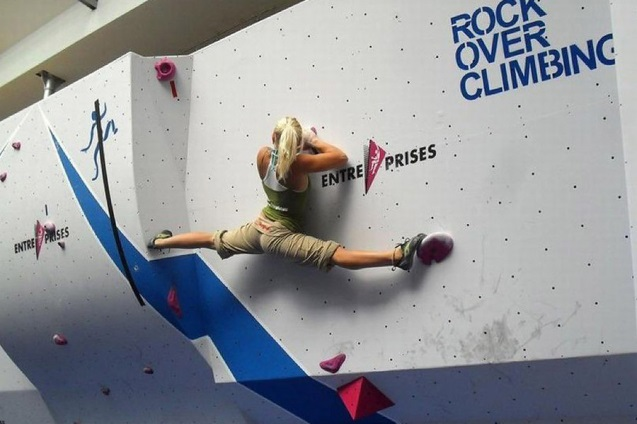 ROCK
OVER
CLIMBING
ENTRE PRISES
ENTRE PRISES